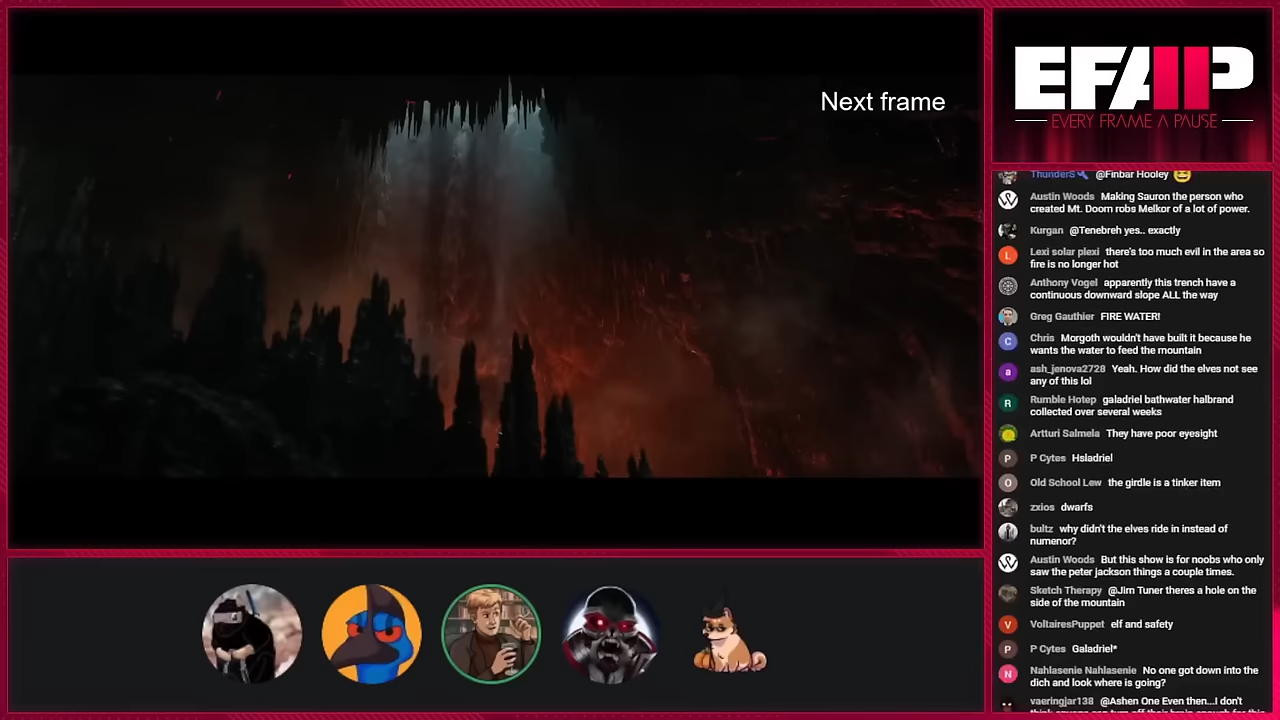 Next frame
EFAP
EVERY FRAME A PAUSE
ThunderS @Finbar Hooley
Austin Woods Making Sauron the person who
created Mt. Doom robs Melkor of a lot of power.
Kurgan @Tenebreh yes.. exactly
Lexi solar plexi there's too much evil in the area so
fire is no longer hot
Anthony Vogel apparently this trench have a
continuous downward slope ALL the way
Greg Gauthier FIRE WATER!
Chris Morgoth wouldn't have built it because he
wants the water to feed the mountain
ash_jenova2728 Yeah. How did the elves not see
any of this lol
Rumble Hotep galadriel bathwater halbrand
collected over several weeks
Artturi Salmela They have poor eyesight
P Cytes Hsladriel
Old School Lew the girdle is a tinker item
zxios dwarfs
bultz why didn't the elves ride in instead of
numenor?
Austin Woods But this show is for noobs who only
saw the peter jackson things a couple times.
Sketch Therapy @Jim Tuner theres a hole on the
side of the mountain
VoltairesPuppet elf and safety
P Cytes Galadriel*
Nahlasenie Nahlasenie No one got down into the
dich and look where is going?
vaeringjar138 @Ashen One Even then...I don't